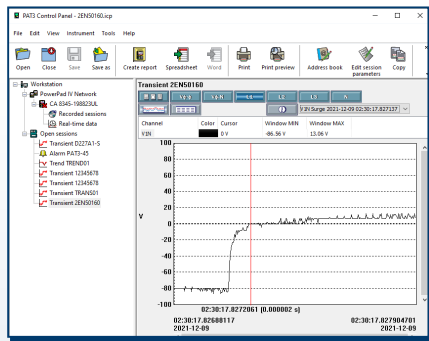 PAT3 Control Panel - 2EN50160.icp
File Edit View Instrument Tools Help
Open Close Save Save as Create report Spreadsheet Word Print Print preview Address book Edit session parameters Copy
Workstation
PowerPad IV Network
CA 8345-198823UL
Recorded sessions
Real-time data
Open sessions
Transient D227A1-S
Alarm PAT3-45
Trend TREND01
Transient 12345678
Transient 12345678
Transient TRANS01
Transient 2EN50160
Transient 2EN50160
L1 L2 L3 N
V1N Surge 2021-12-09 02:30:17.827137
Channel Color Cursor Window MIN Window MAX
V1N 0 V -86.56 V 13.06 V
100
80
60
40
20
V
0
-20
-40
-60
-80
-100
02:30:17.8272061 (0.000002 s)
02:30:17.82688117 02:30:17.827904701
2021-12-09 2021-12-09